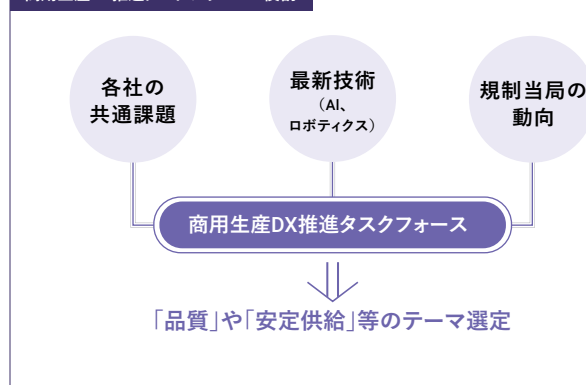 各社の
共通課題
最新技術
（AI、
ロボティクス）
規制当局の
動向
商用生産DX推進タスクフォース
「品質」や「安定供給」等のテーマ選定